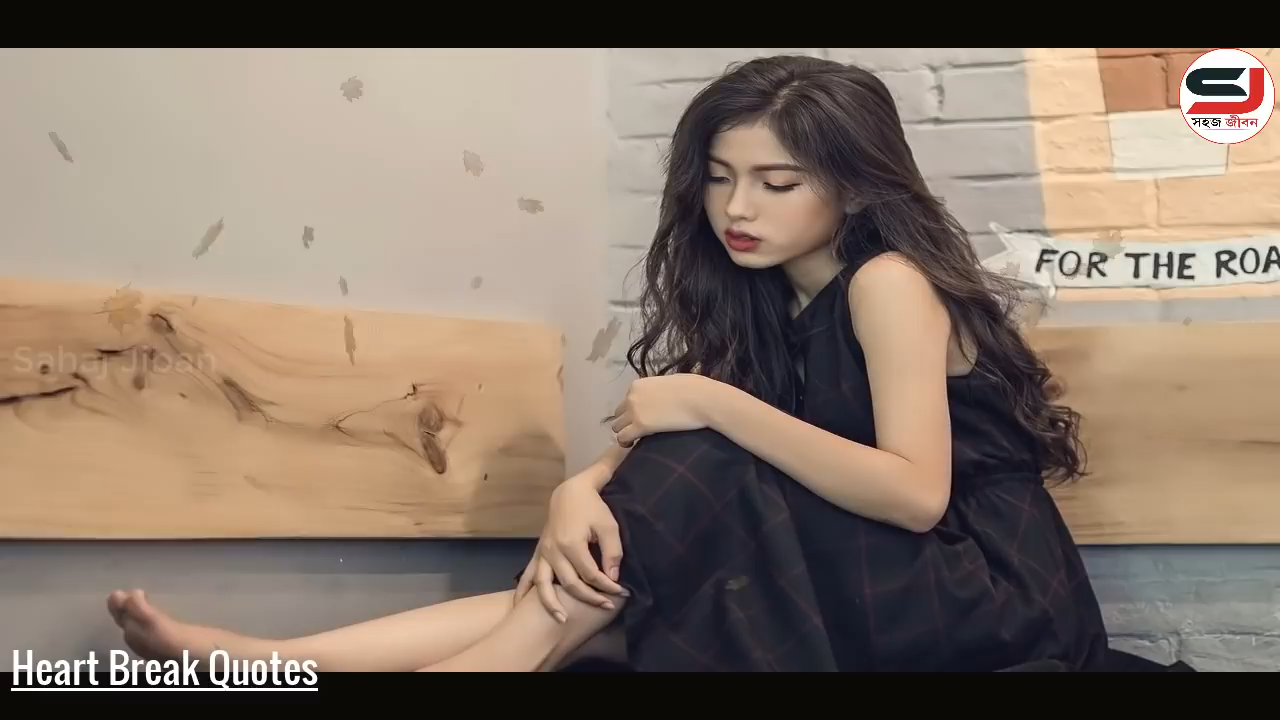 SJ
সহজ জীবন
FOR THE ROA
Sahaj Jiban
Heart Break Quotes